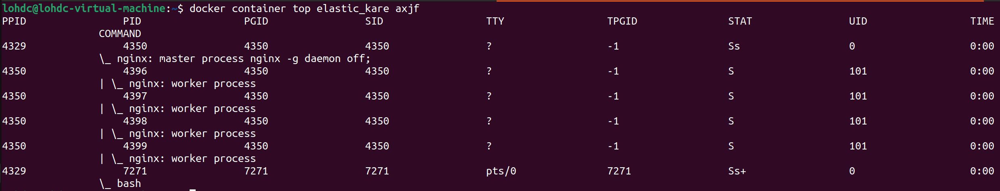 lohdc@lohdc-virtual-machine:~$ docker container top elastic_kare axjf
PPID PID PGID SID TTY TPGID STAT UID TIME
COMMAND
4329 4350 4350 4350 ? -1 Ss 0 0:00
\_ nginx: master process nginx -g daemon off;
4350 4396 4350 4350 ? -1 S 101 0:00
| \_ nginx: worker process
4350 4397 4350 4350 ? -1 S 101 0:00
| \_ nginx: worker process
4350 4398 4350 4350 ? -1 S 101 0:00
| \_ nginx: worker process
4350 4399 4350 4350 ? -1 S 101 0:00
| \_ nginx: worker process
4329 7271 7271 7271 pts/0 7271 Ss+ 0 0:00
\_ bash